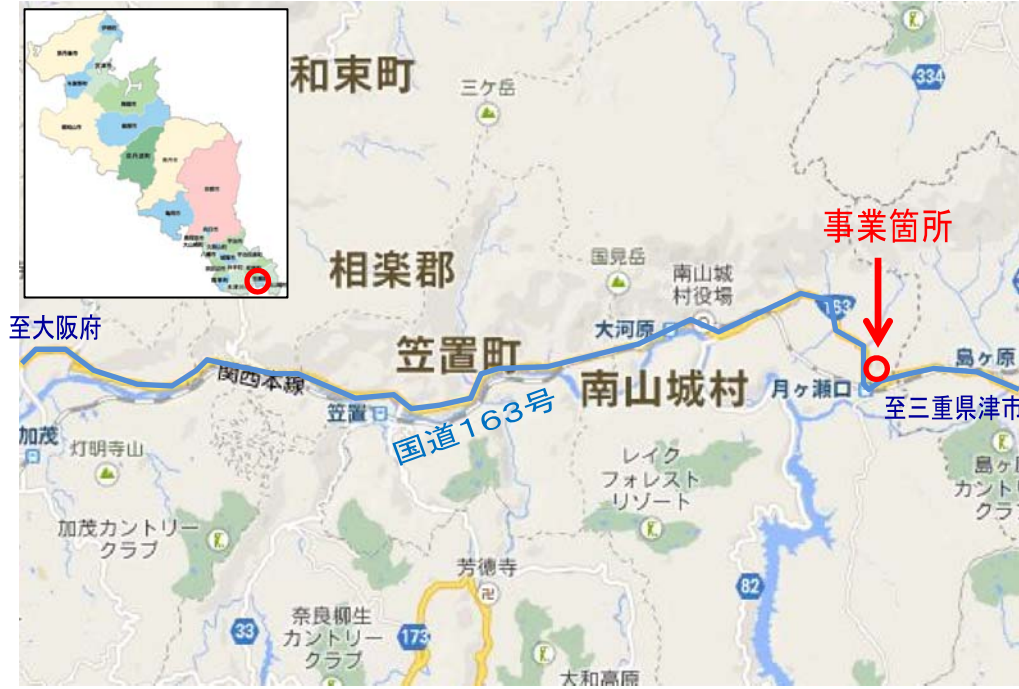 和束町
三ケ岳
334
事業箇所
相楽郡
国見岳
南山城
村役場
163
至大阪府
大河原
笠置町
島ヶ原
関西本線
南山城村
月ヶ瀬口
至三重県津市
笠置
国道163号
加茂
灯明寺山
レイク
フォレスト
リゾート
島ヶ原
カントリー
クラブ
加茂カントリー
クラブ
芳徳寺
卍
82
奈良柳生
カントリー
クラブ
33
173
大和高原